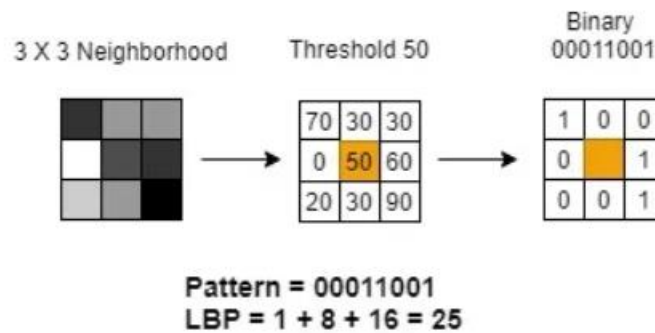 3 X 3 Neighborhood
Threshold 50
Binary
00011001
70 30 30
0 50 60
20 30 90
1 0 0
0 1
0 0 1
Pattern = 00011001
LBP = 1 + 8 + 16 = 25